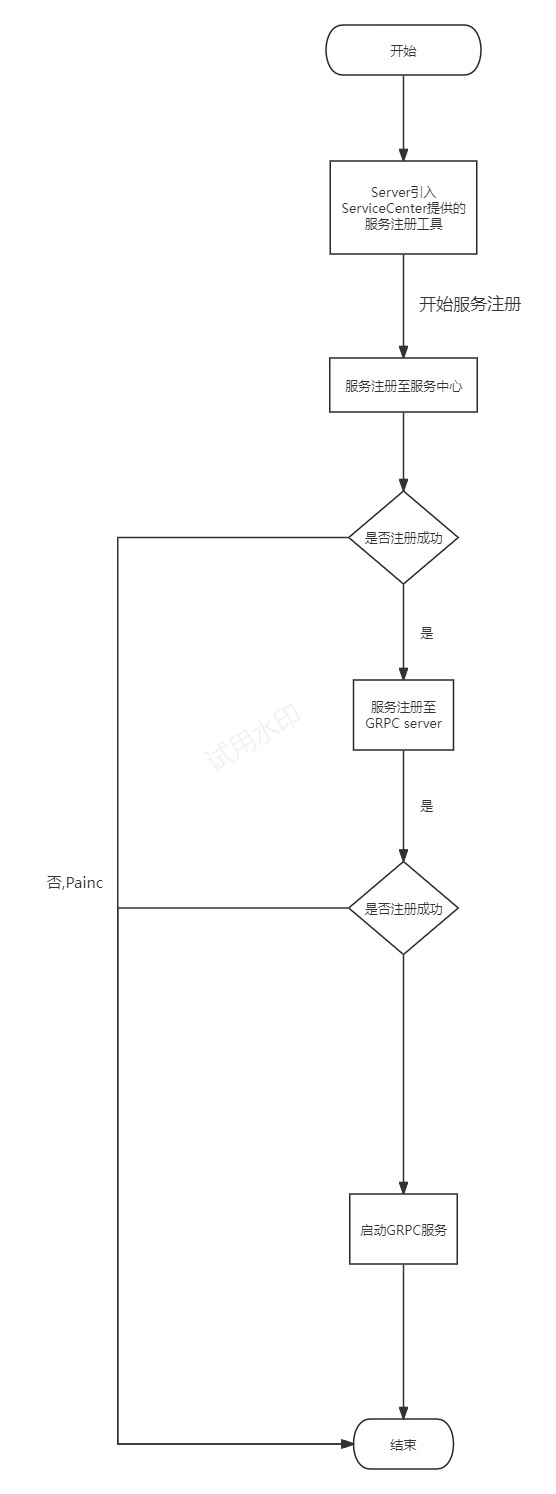 开始
Server引入
ServiceCenter提供的
服务注册工具
开始服务注册
服务注册至服务中心
是否注册成功
是
服务注册至
GRPC server
试用水印
是
否,Painc
是否注册成功
启动GRPC服务
结束